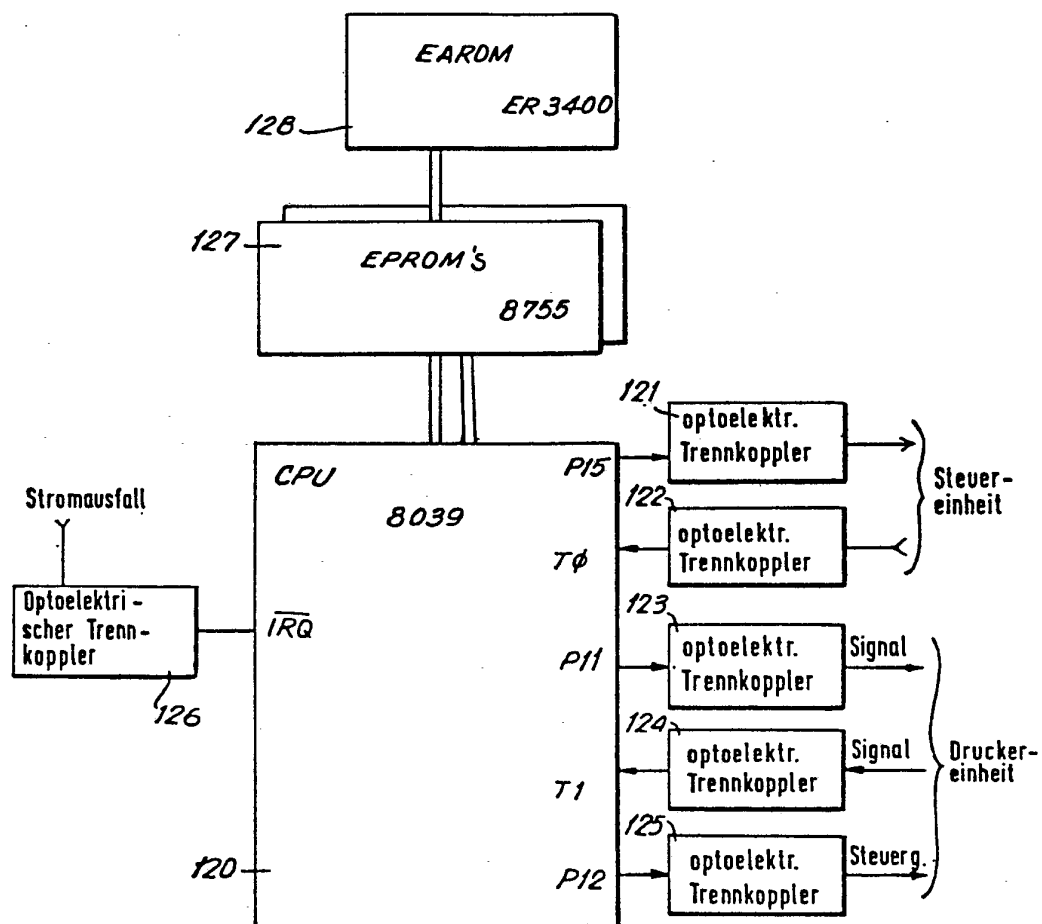 EAROM
ER3400
128
127
EPROM'S
8755
CPU
8039
P15
TØ
IRQ
P11
T1
P12
120
Stromausfall
Optoelektri-
scher Trenn-
koppler
126
121
optoelektr.
Trennkoppler
122
optoelektr.
Trennkoppler
Steuer-
einheit
123
optoelektr.
Trennkoppler
Signal
124
optoelektr.
Trennkoppler
Signal
Drucker-
einheit
125
optoelektr.
Trennkoppler
Steuerg.